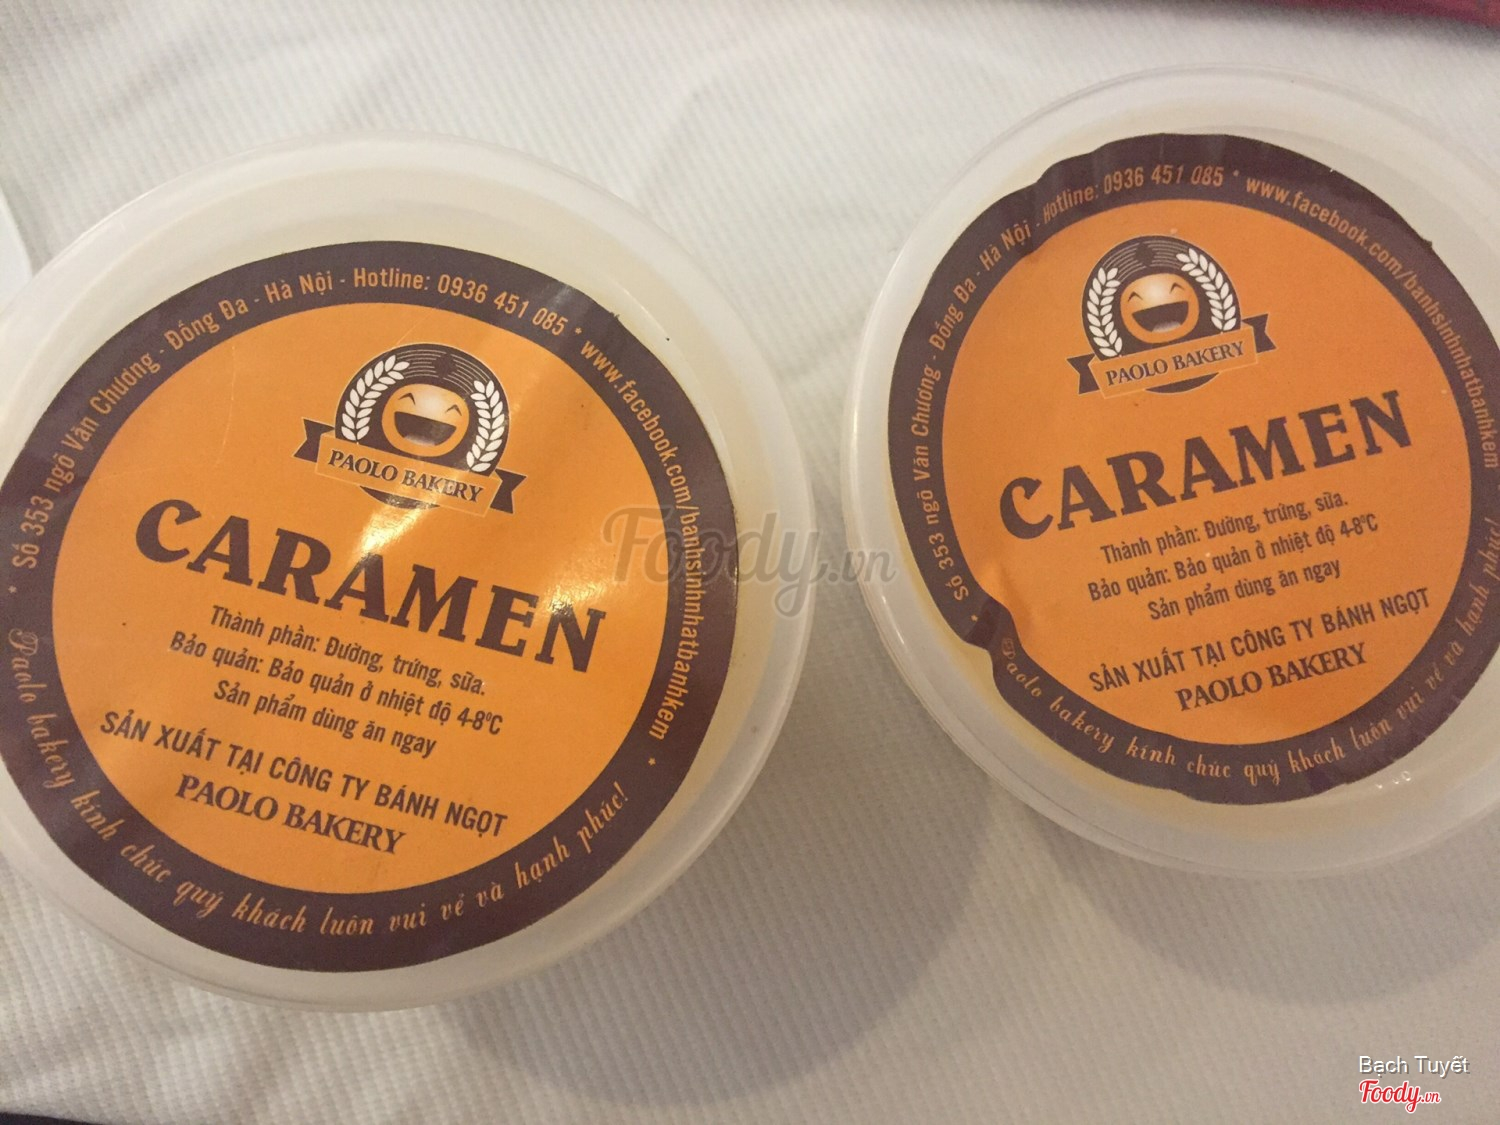 * Số 353 ngõ Văn Chương - Đống Đa - Hà Nội - Hotline: 0936 451 085 * www.facebook.com/banhsinhnhatbanhkem *
PAOLO BAKERY
CARAMEN
Thành phần: Đường, trứng, sữa.
Bảo quản: Bảo quản ở nhiệt độ 4-8°C
Sản phẩm dùng ăn ngay
SẢN XUẤT TẠI CÔNG TY BÁNH NGỌT
PAOLO BAKERY
Paolo bakery kính chúc quý khách luôn vui vẻ và hạnh phúc!
* Số 353 ngõ Văn Chương - Đống Đa - Hà Nội - Hotline: 0936 451 085 * www.facebook.com/banhsinhnhatbanhkem
PAOLO BAKERY
CARAMEN
Thành phần: Đường, trứng, sữa.
Bảo quản: Bảo quản ở nhiệt độ 4-8°C
Sản phẩm dùng ăn ngay
SẢN XUẤT TẠI CÔNG TY BÁNH NGỌT
PAOLO BAKERY
Paolo bakery kính chúc quý khách luôn vui vẻ và hạnh phúc!
Foody.vn
Bạch Tuyết
Foody.vn